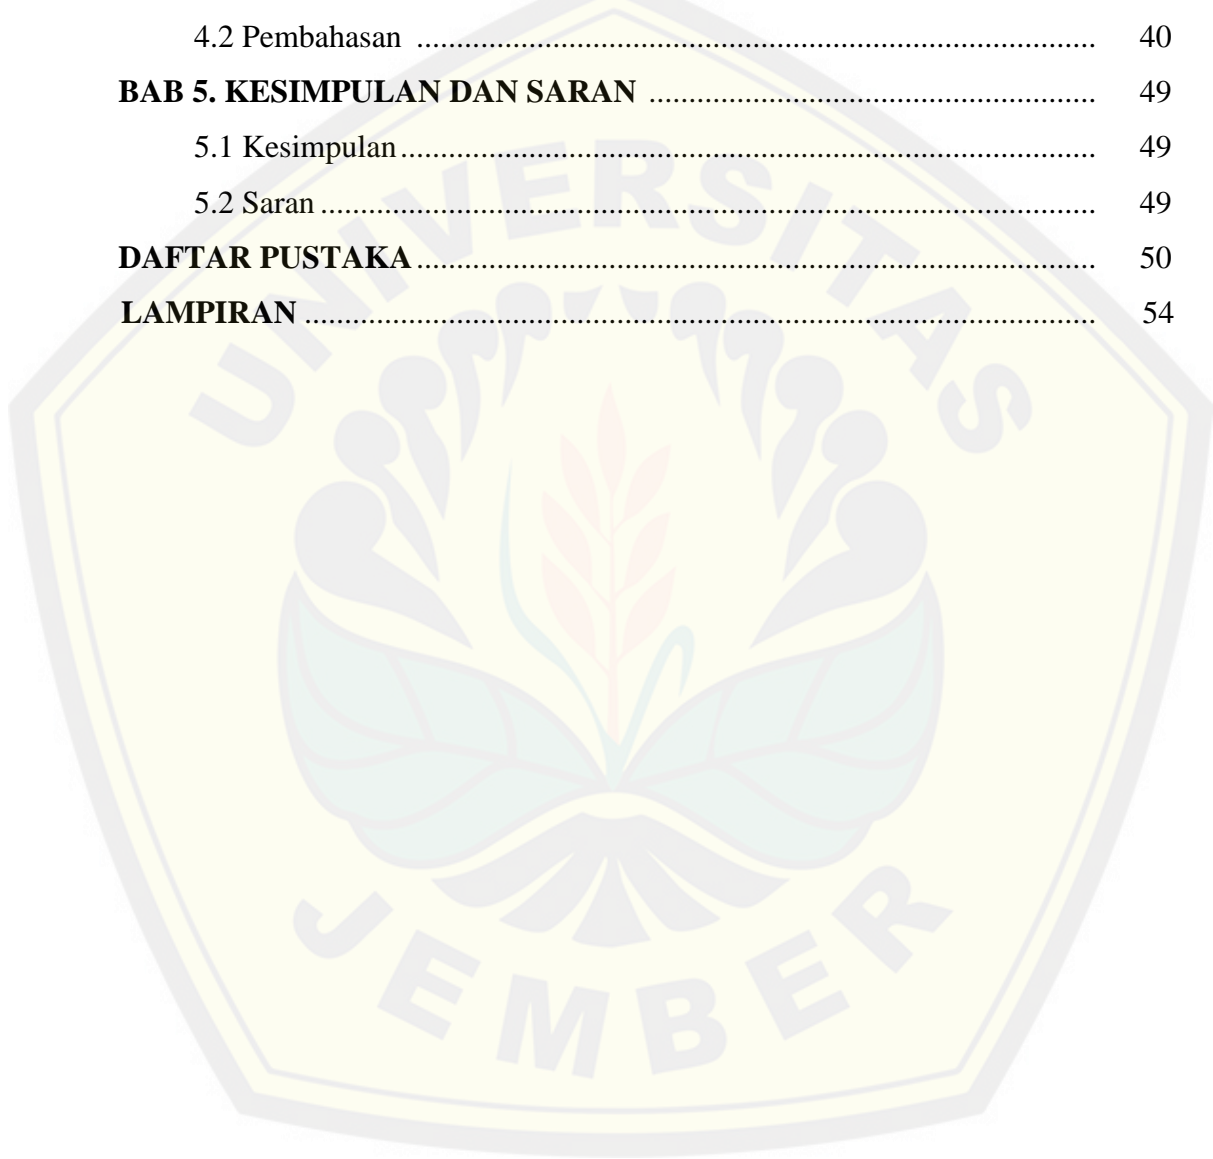 4.2 Pembahasan ..................................................................................... 40
BAB 5. KESIMPULAN DAN SARAN ........................................................ 49
5.1 Kesimpulan....................................................................................... 49
5.2 Saran ................................................................................................. 49
DAFTAR PUSTAKA..................................................................................... 50
LAMPIRAN ................................................................................................... 54
UNIVERSITAS
JEMBER